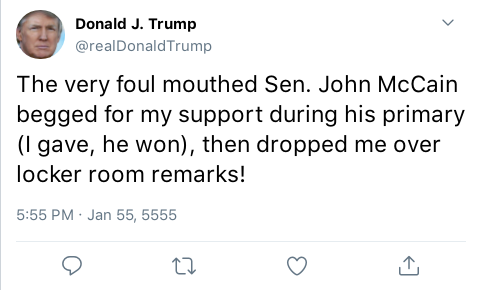 Donald J. Trump
@realDonaldTrump
The very foul mouthed Sen. John McCain
begged for my support during his primary
(I gave, he won), then dropped me over
locker room remarks!
5:55 PM · Jan 55, 5555